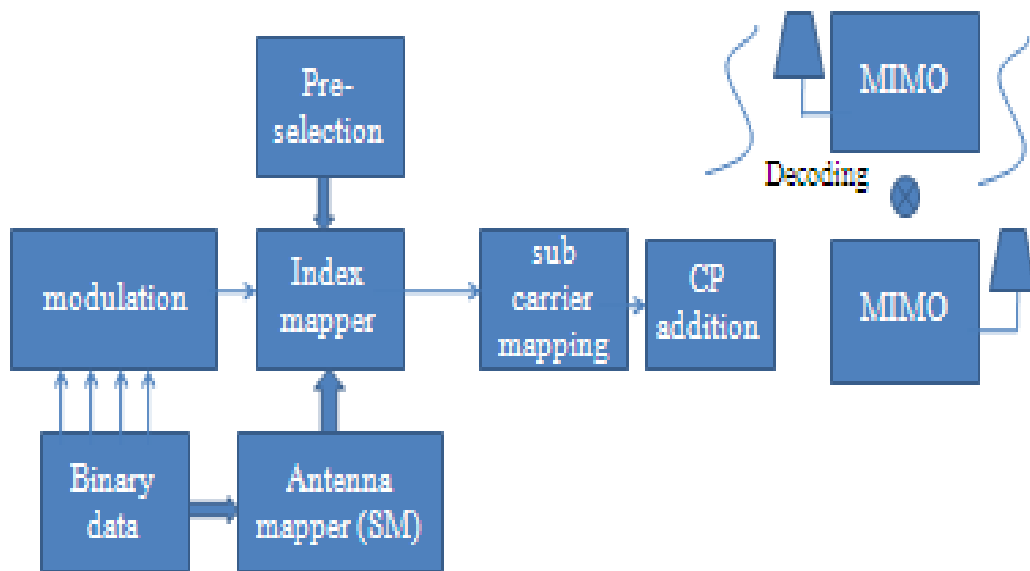 Pre-
selection
MIMO
Decoding
modulation
Index
mapper
sub
carrier
mapping
CP
addition
MIMO
Binary
data
Antenna
mapper (SM)